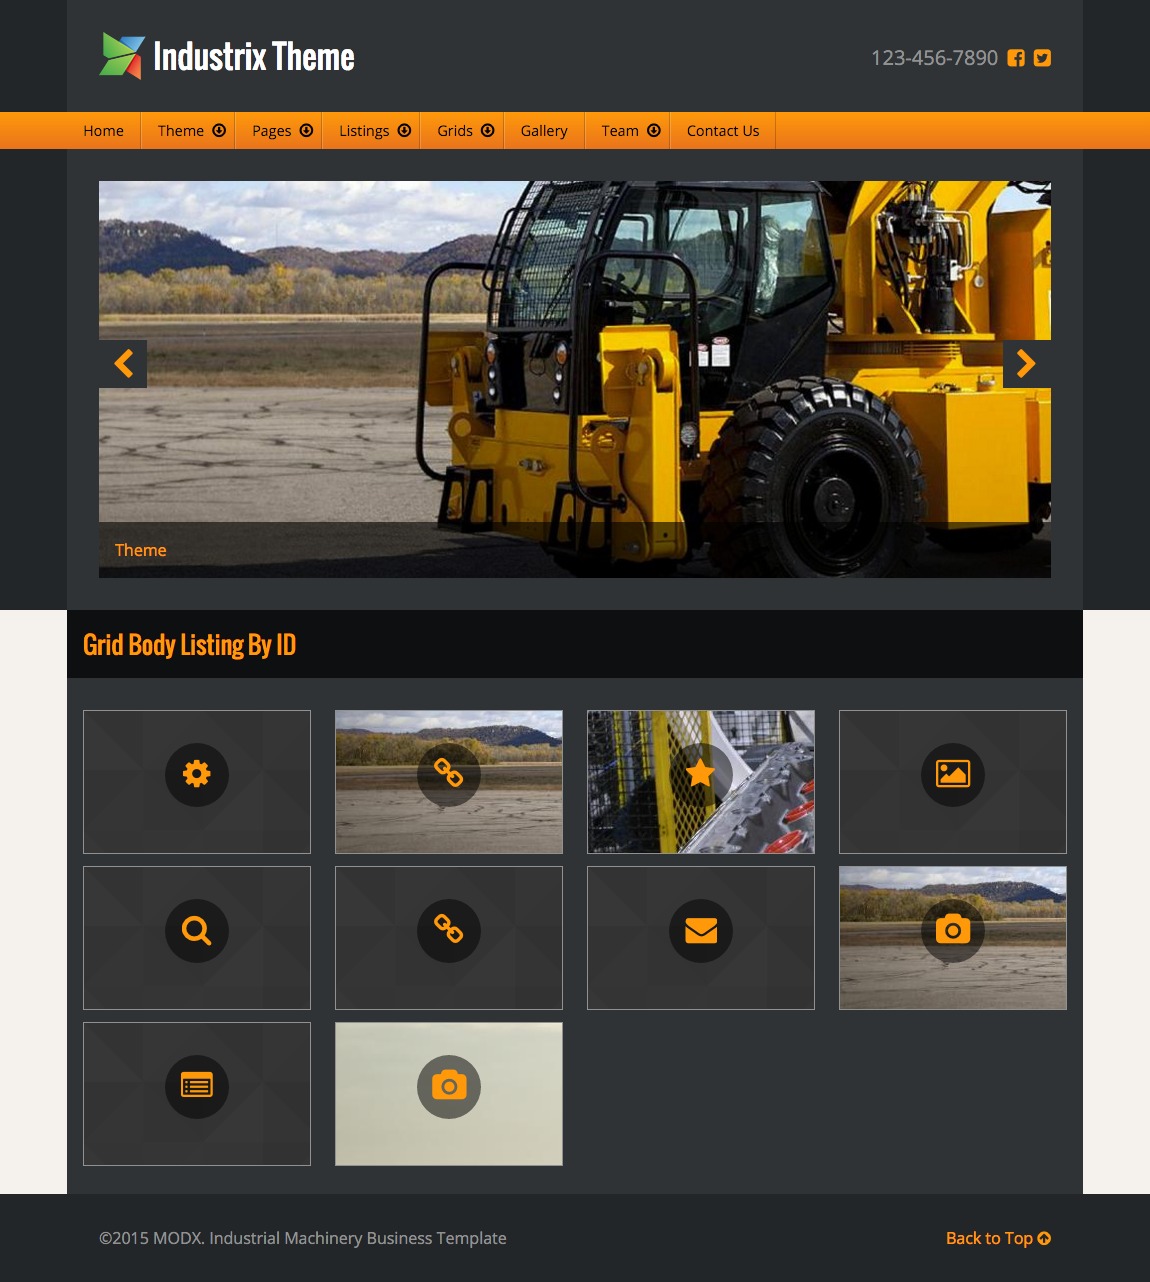 Industrix Theme
123-456-7890
Home Theme Pages Listings Grids Gallery Team Contact Us
Theme
Grid Body Listing By ID
©2015 MODX. Industrial Machinery Business Template
Back to Top